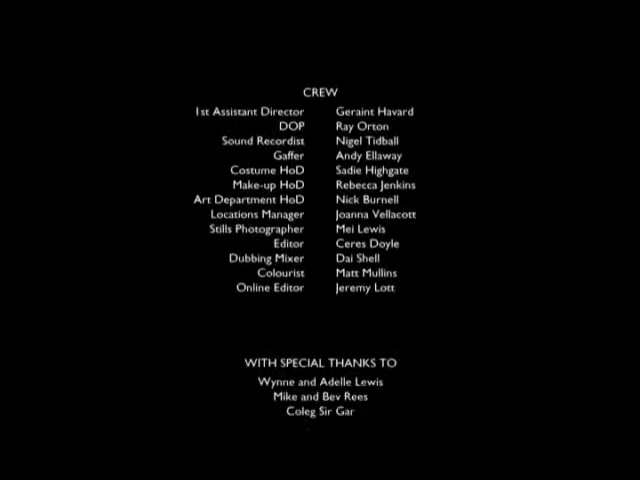 CREW
1st Assistant Director Geraint Havard
DOP Ray Orton
Sound Recordist Nigel Tidball
Gaffer Andy Ellaway
Costume HoD Sadie Highgate
Make-up HoD Rebecca Jenkins
Art Department HoD Nick Burnell
Locations Manager Joanna Vellacott
Stills Photographer Mei Lewis
Editor Ceres Doyle
Dubbing Mixer Dai Shell
Colourist Matt Mullins
Online Editor Jeremy Lott
WITH SPECIAL THANKS TO
Wynne and Adelle Lewis
Mike and Bev Rees
Coleg Sir Gar